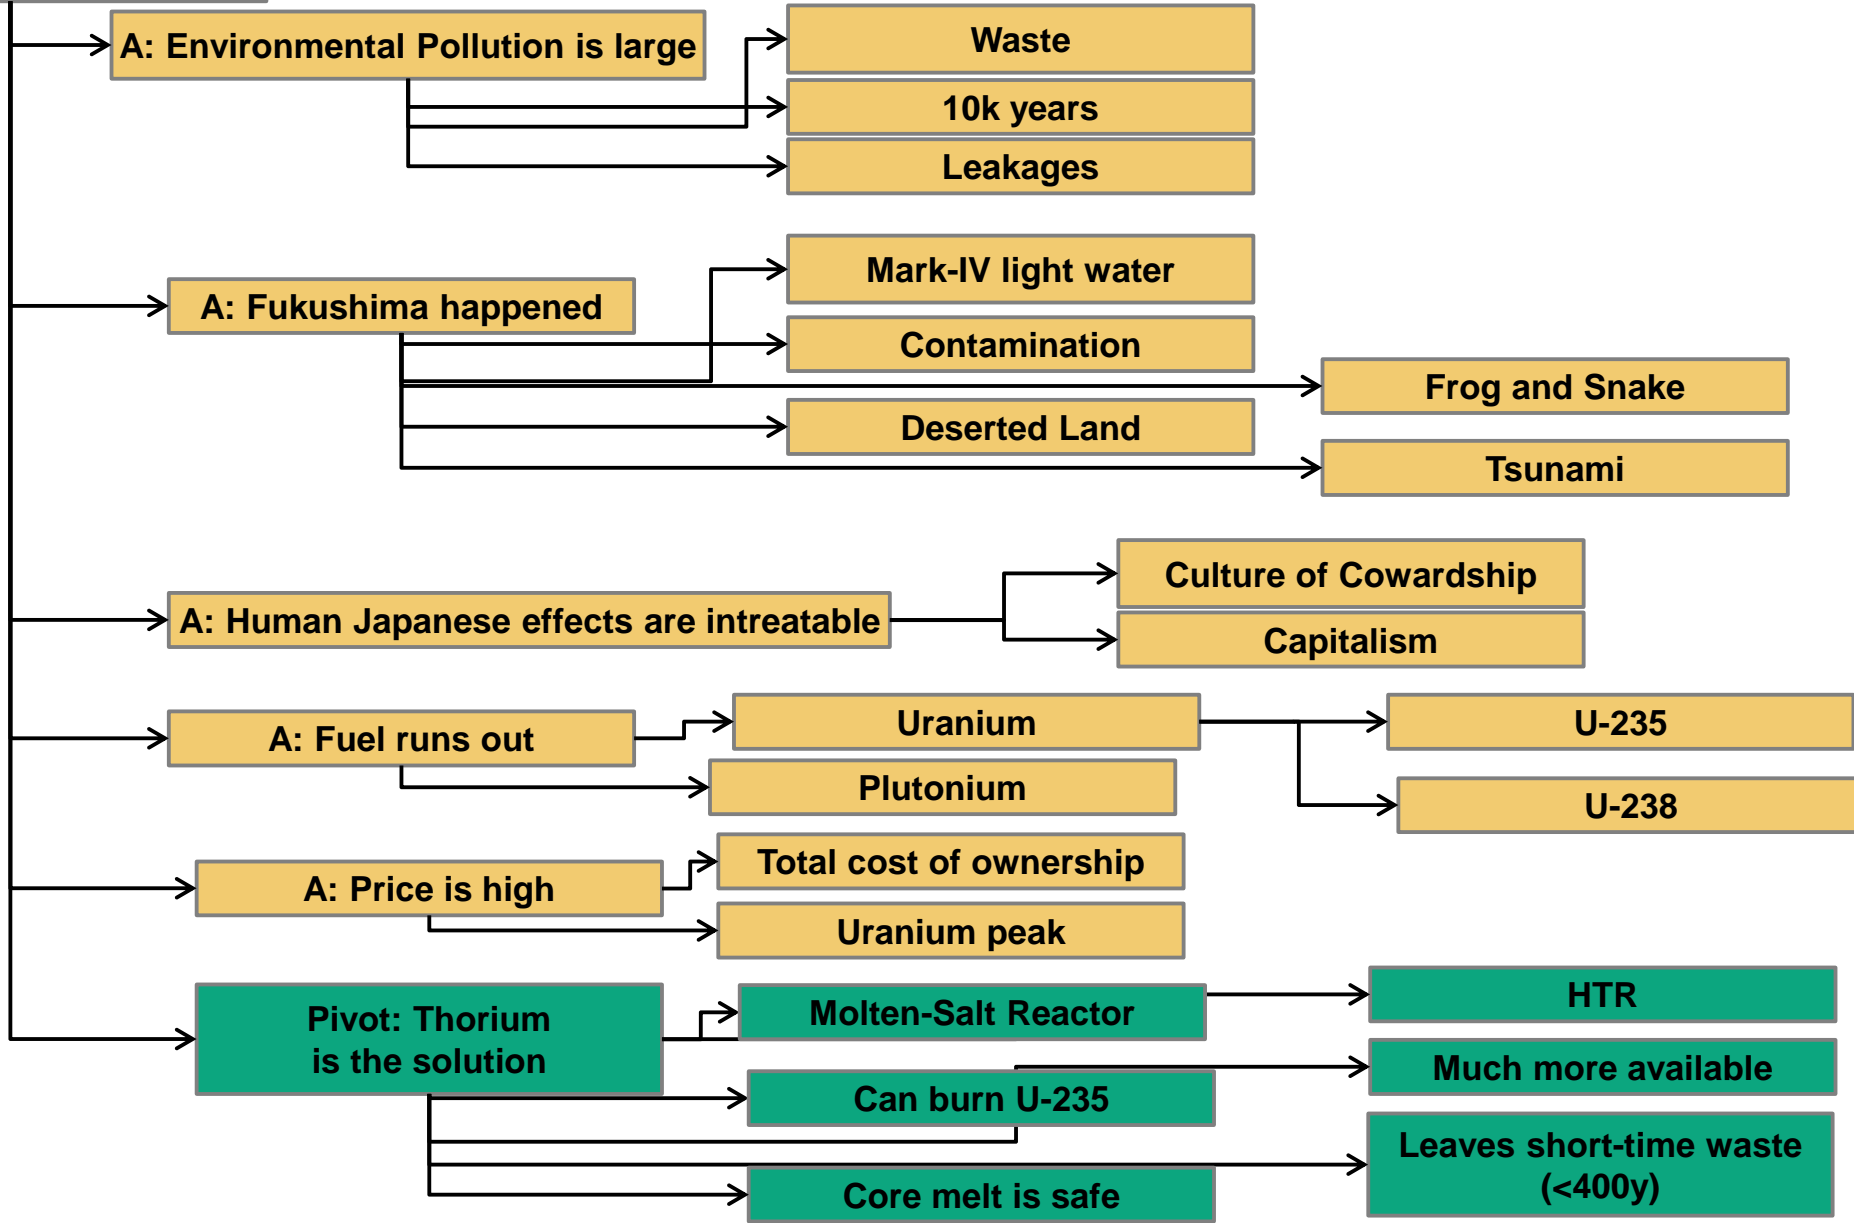 A: Environmental Pollution is large
Waste
10k years
Leakages
A: Fukushima happened
Mark-IV light water
Contamination
Frog and Snake
Deserted Land
Tsunami
A: Human Japanese effects are intreatable
Culture of Cowardship
Capitalism
A: Fuel runs out
Uranium
U-235
Plutonium
U-238
A: Price is high
Total cost of ownership
Uranium peak
Pivot: Thorium
is the solution
Molten-Salt Reactor
HTR
Can burn U-235
Much more available
Leaves short-time waste
(<400y)
Core melt is safe